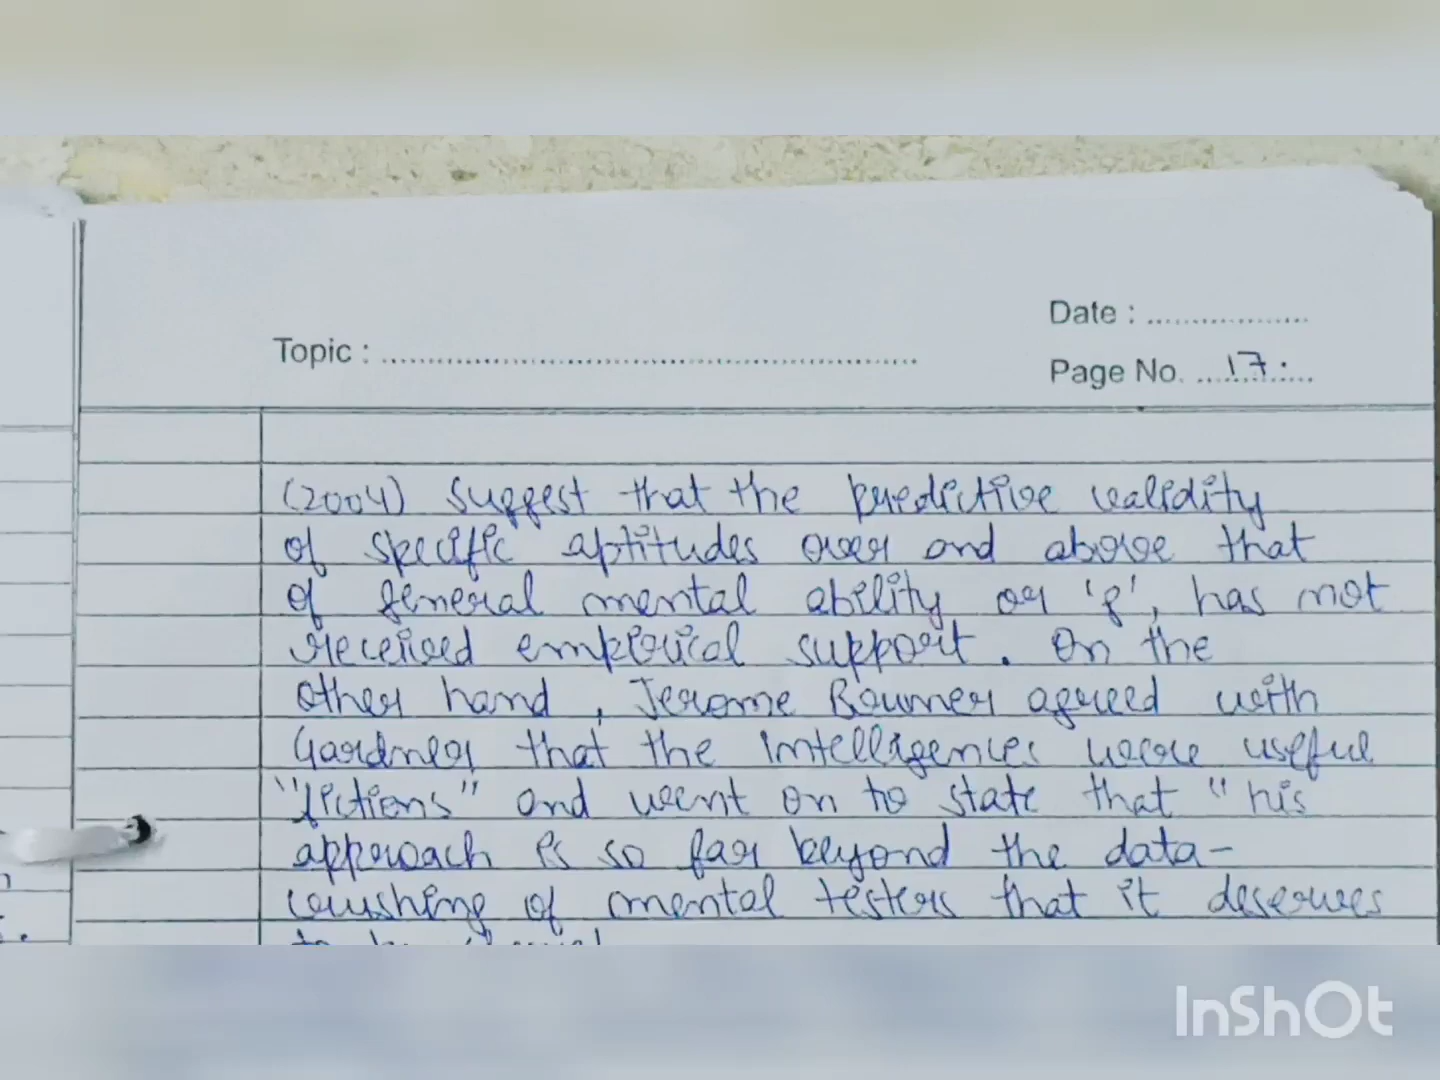 Date : ..................
Topic : ............................................................
Page No. ...17.....
(2004) suggest that the predictive validity
of specific aptitudes over and above that
of general mental ability or 'g', has not
received empirical support. On the
other hand, Jerome Bruner agreed with
Gardner that the intelligences were useful
"fictions" and went on to state that "his
approach is so far beyond the data-
crushing of mental testers that it deserves
to be
InShOt